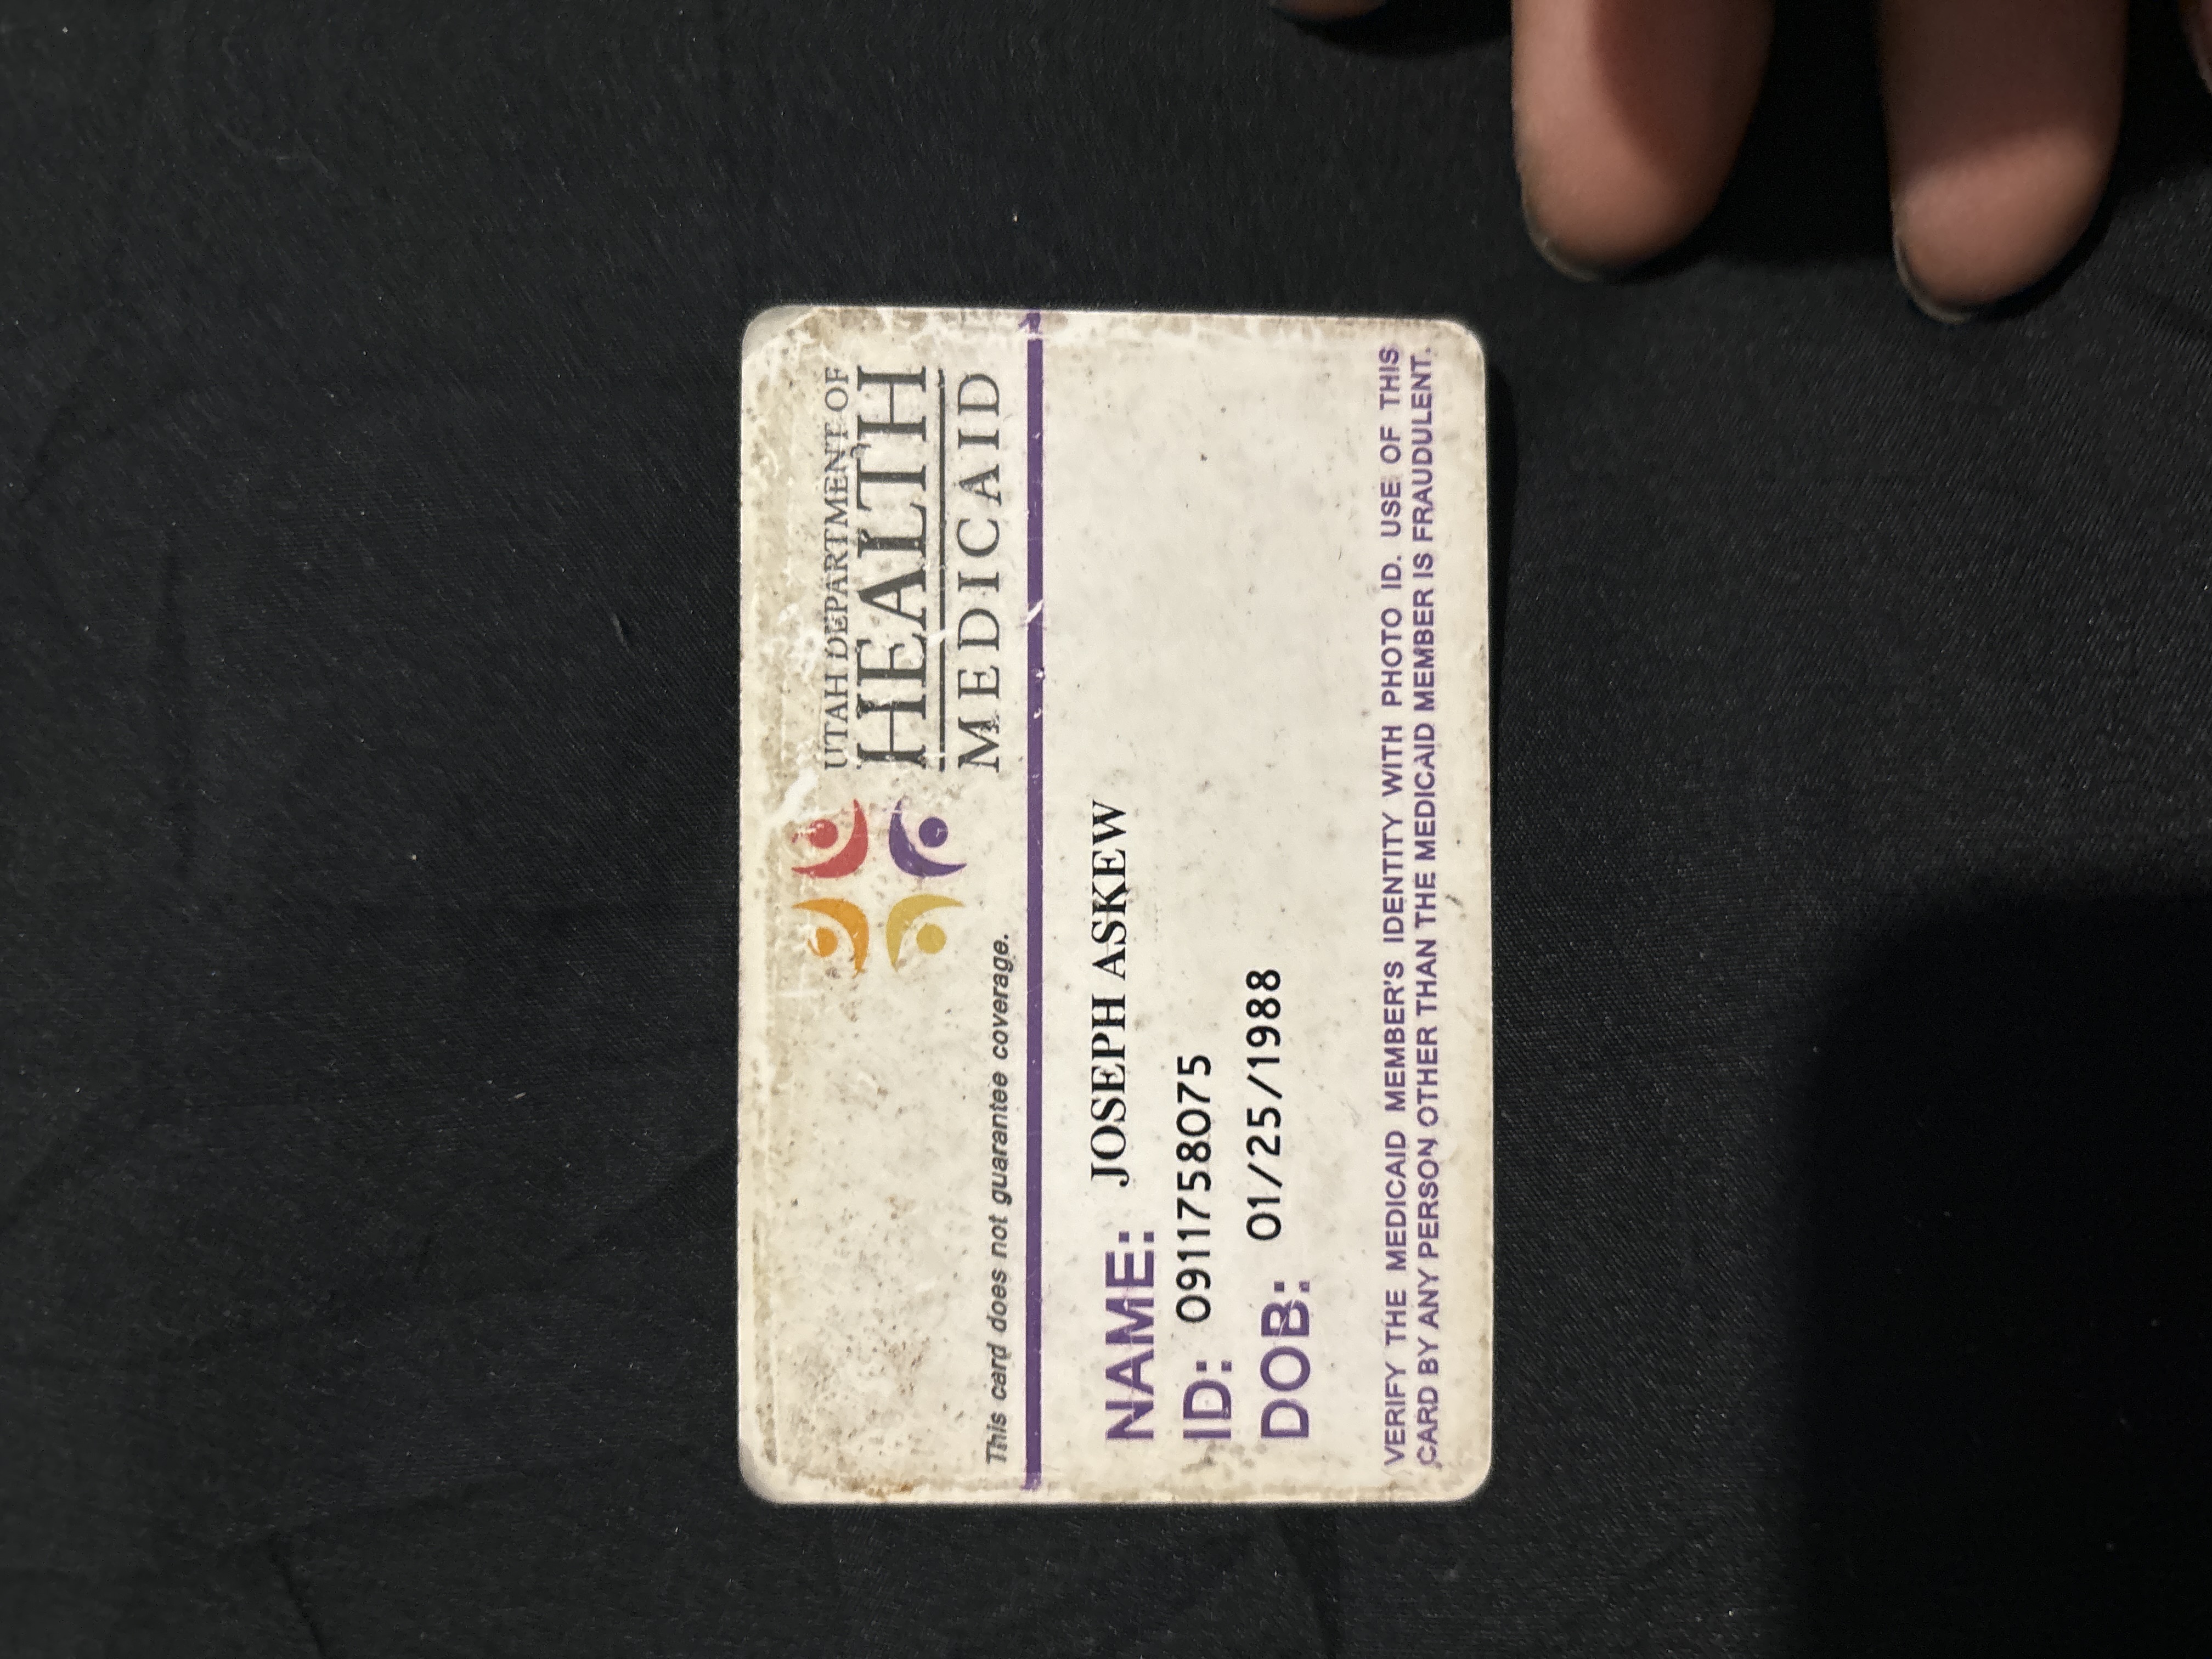 UTAH DEPARTMENT OF
HEALTH
MEDICAID
This card does not guarantee coverage.
NAME: JOSEPH ASKEW
ID: 0911758075
DOB: 01/25/1988
VERIFY THE MEDICAID MEMBER'S IDENTITY WITH PHOTO ID. USE OF THIS
CARD BY ANY PERSON OTHER THAN THE MEDICAID MEMBER IS FRAUDULENT.